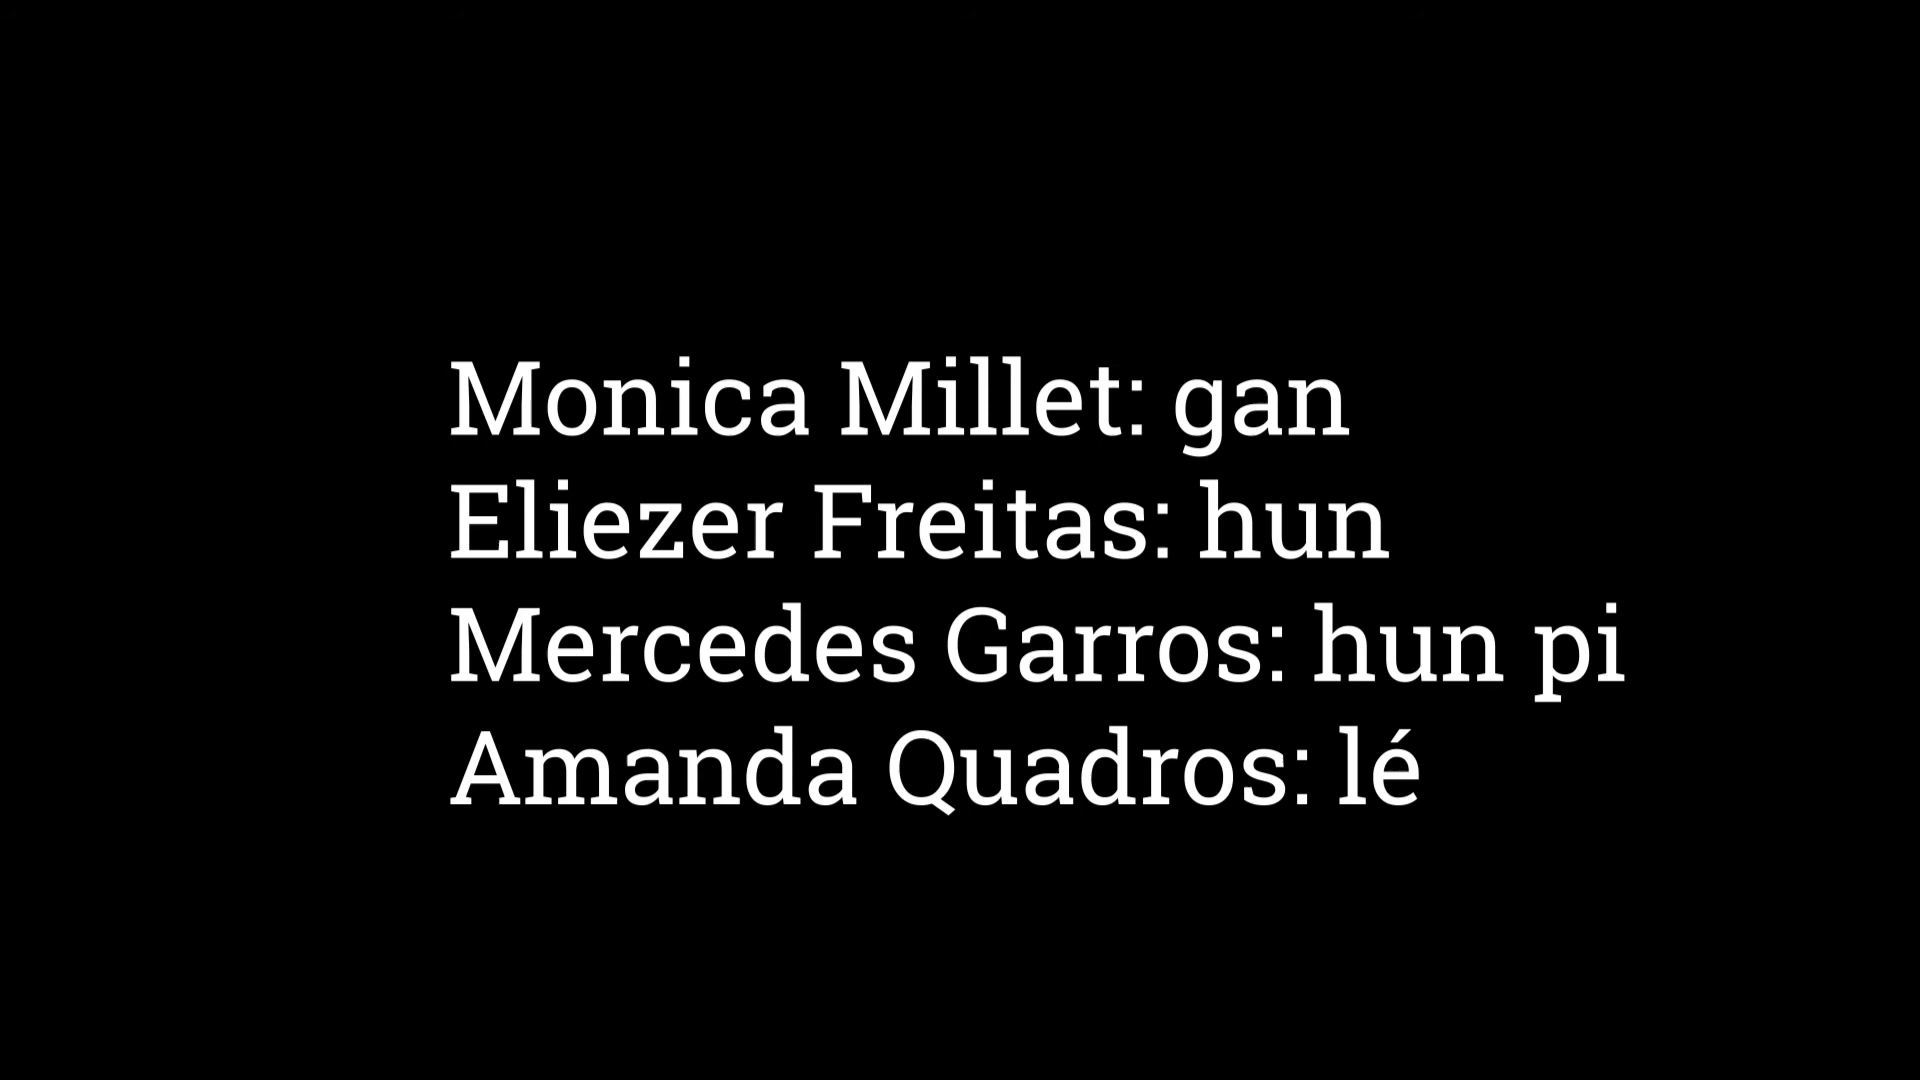 Monica Millet: gan
Eliezer Freitas: hun
Mercedes Garros: hun pi
Amanda Quadros: lé